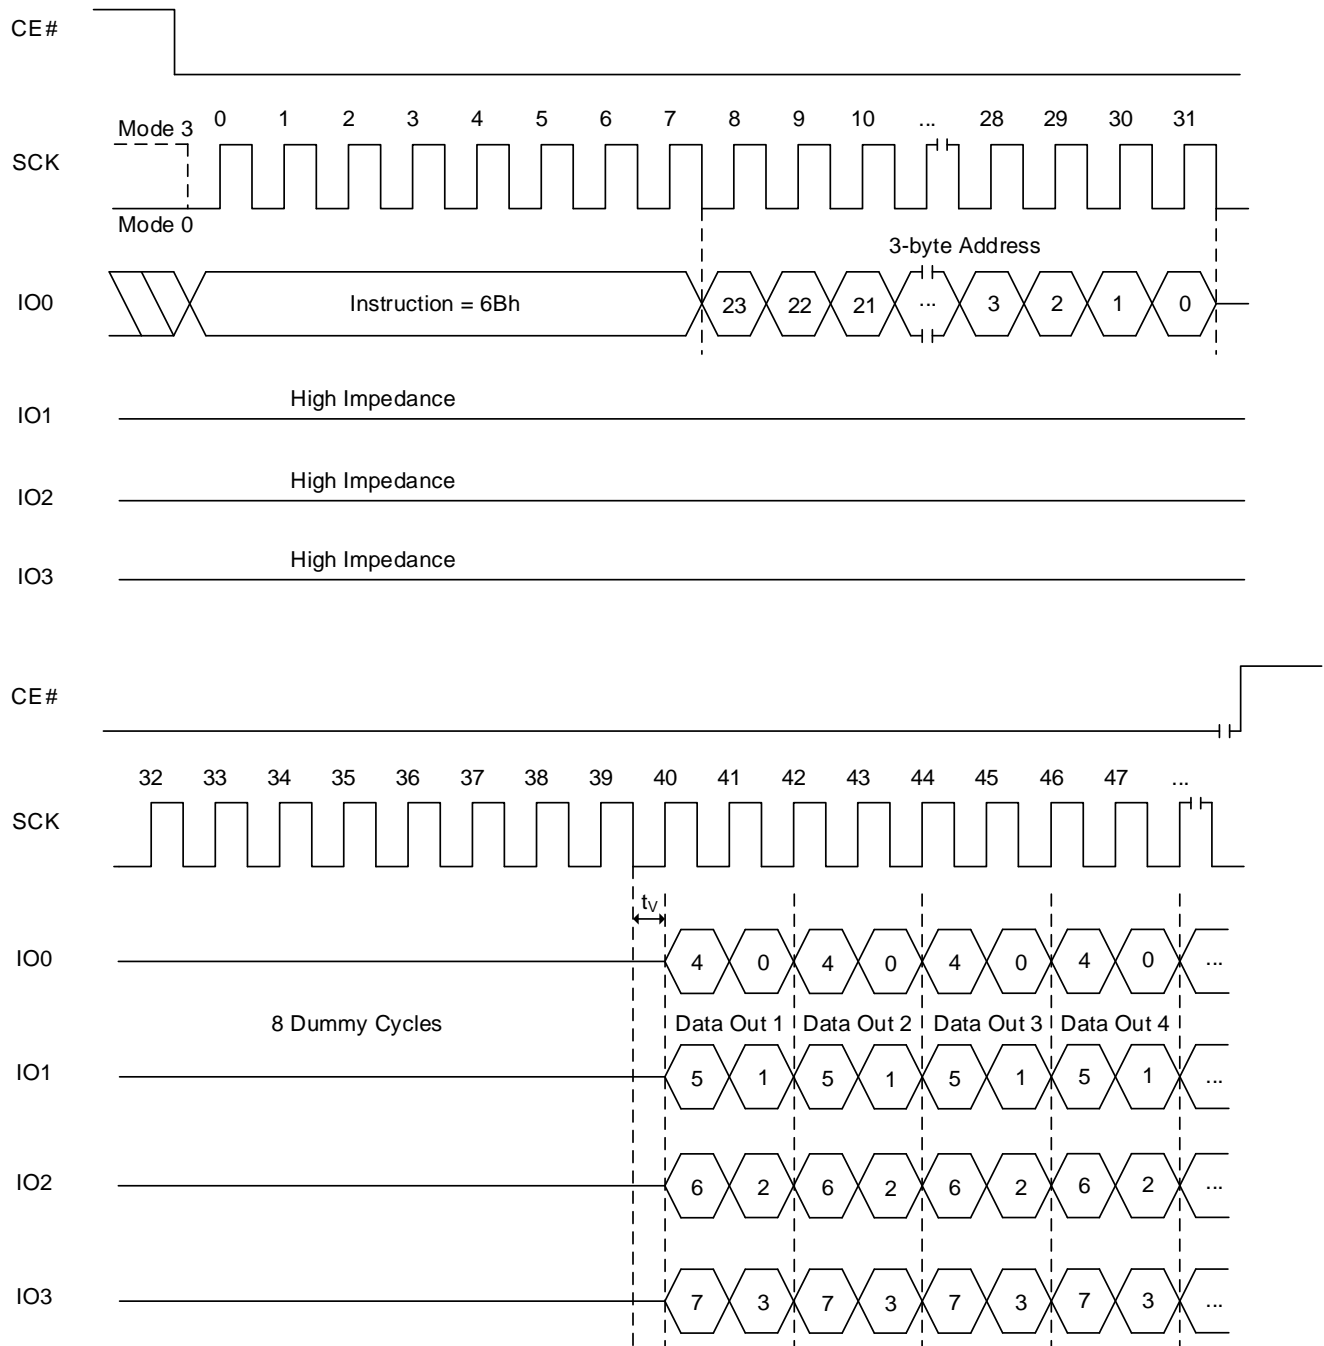 CE#
Mode 3 0 1 2 3 4 5 6 7 8 9 10 ... 28 29 30 31
SCK
Mode 0
3-byte Address
IO0 Instruction = 6Bh 23 22 21 ... 3 2 1 0
High Impedance
IO1
High Impedance
IO2
High Impedance
IO3
CE#
32 33 34 35 36 37 38 39 40 41 42 43 44 45 46 47 ...
SCK
tV
IO0 4 0 4 0 4 0 4 0 ...
8 Dummy Cycles Data Out 1 Data Out 2 Data Out 3 Data Out 4
IO1 5 1 5 1 5 1 5 1 ...
IO2 6 2 6 2 6 2 6 2 ...
IO3 7 3 7 3 7 3 7 3 ...